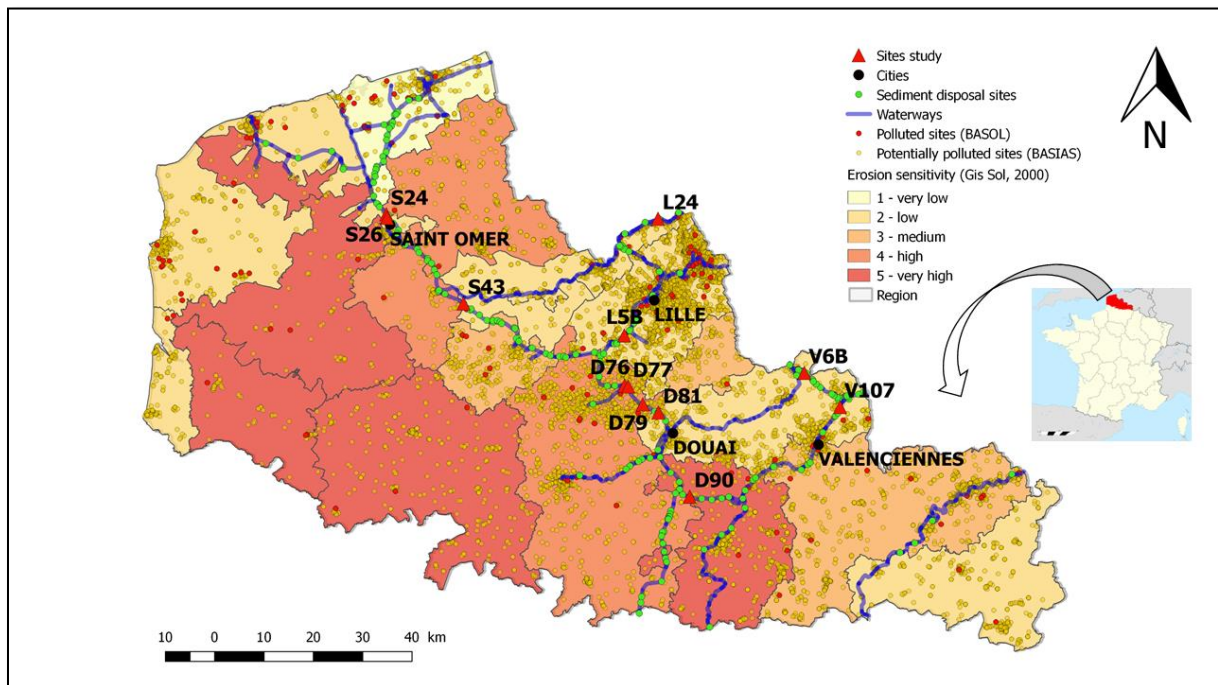 Sites study
Cities
Sediment disposal sites
Waterways
Polluted sites (BASOL)
Potentially polluted sites (BASIAS)
Erosion sensitivity (Gis Sol, 2000)
1 - very low
2 - low
3 - medium
4 - high
5 - very high
Region
N
S24
L24
S26
SAINT OMER
S43
LILLE
L5B
D76
D77
V6B
D81
V107
D79
DOUAI
VALENCIENNES
D90
10 0 10 20 30 40 km